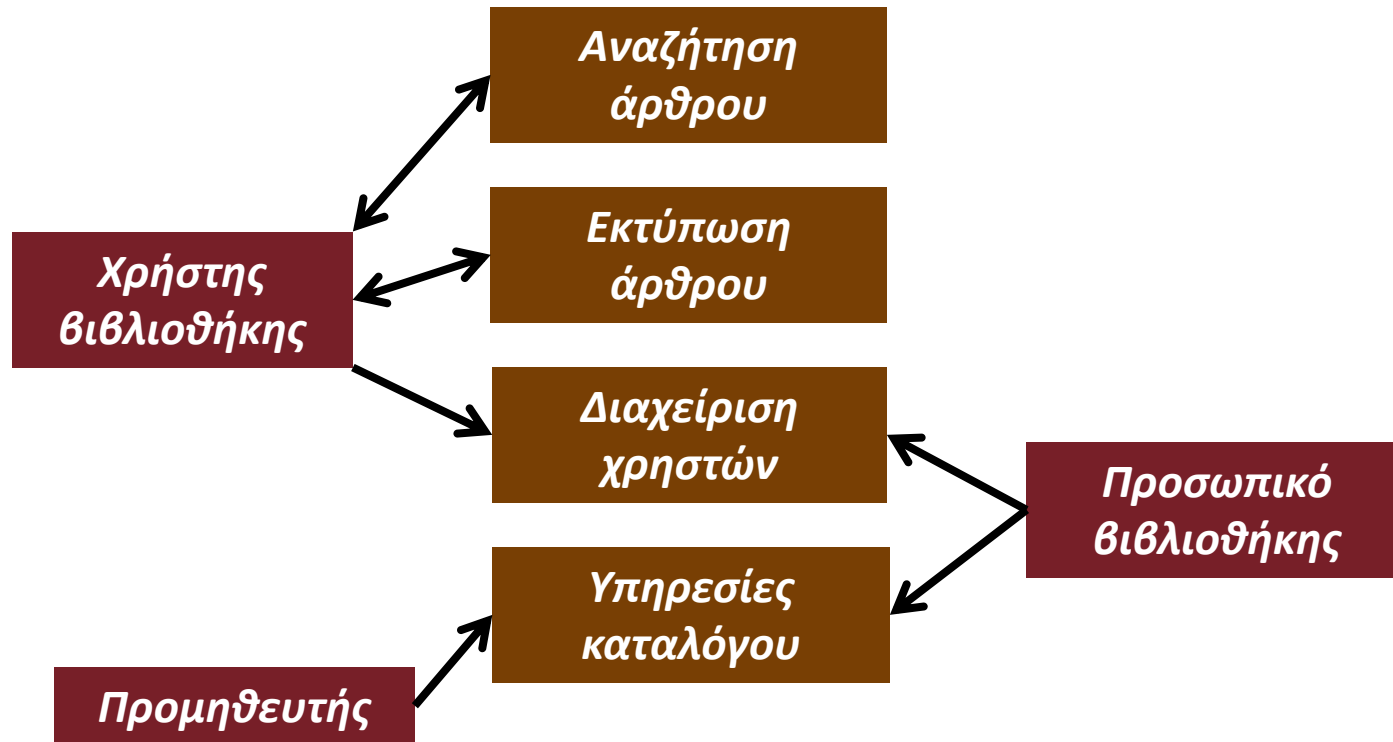 Αναζήτηση
άρθρου
Εκτύπωση
άρθρου
Χρήστης
βιβλιοθήκης
Διαχείριση
χρηστών
Προσωπικό
βιβλιοθήκης
Υπηρεσίες
καταλόγου
Προμηθευτής